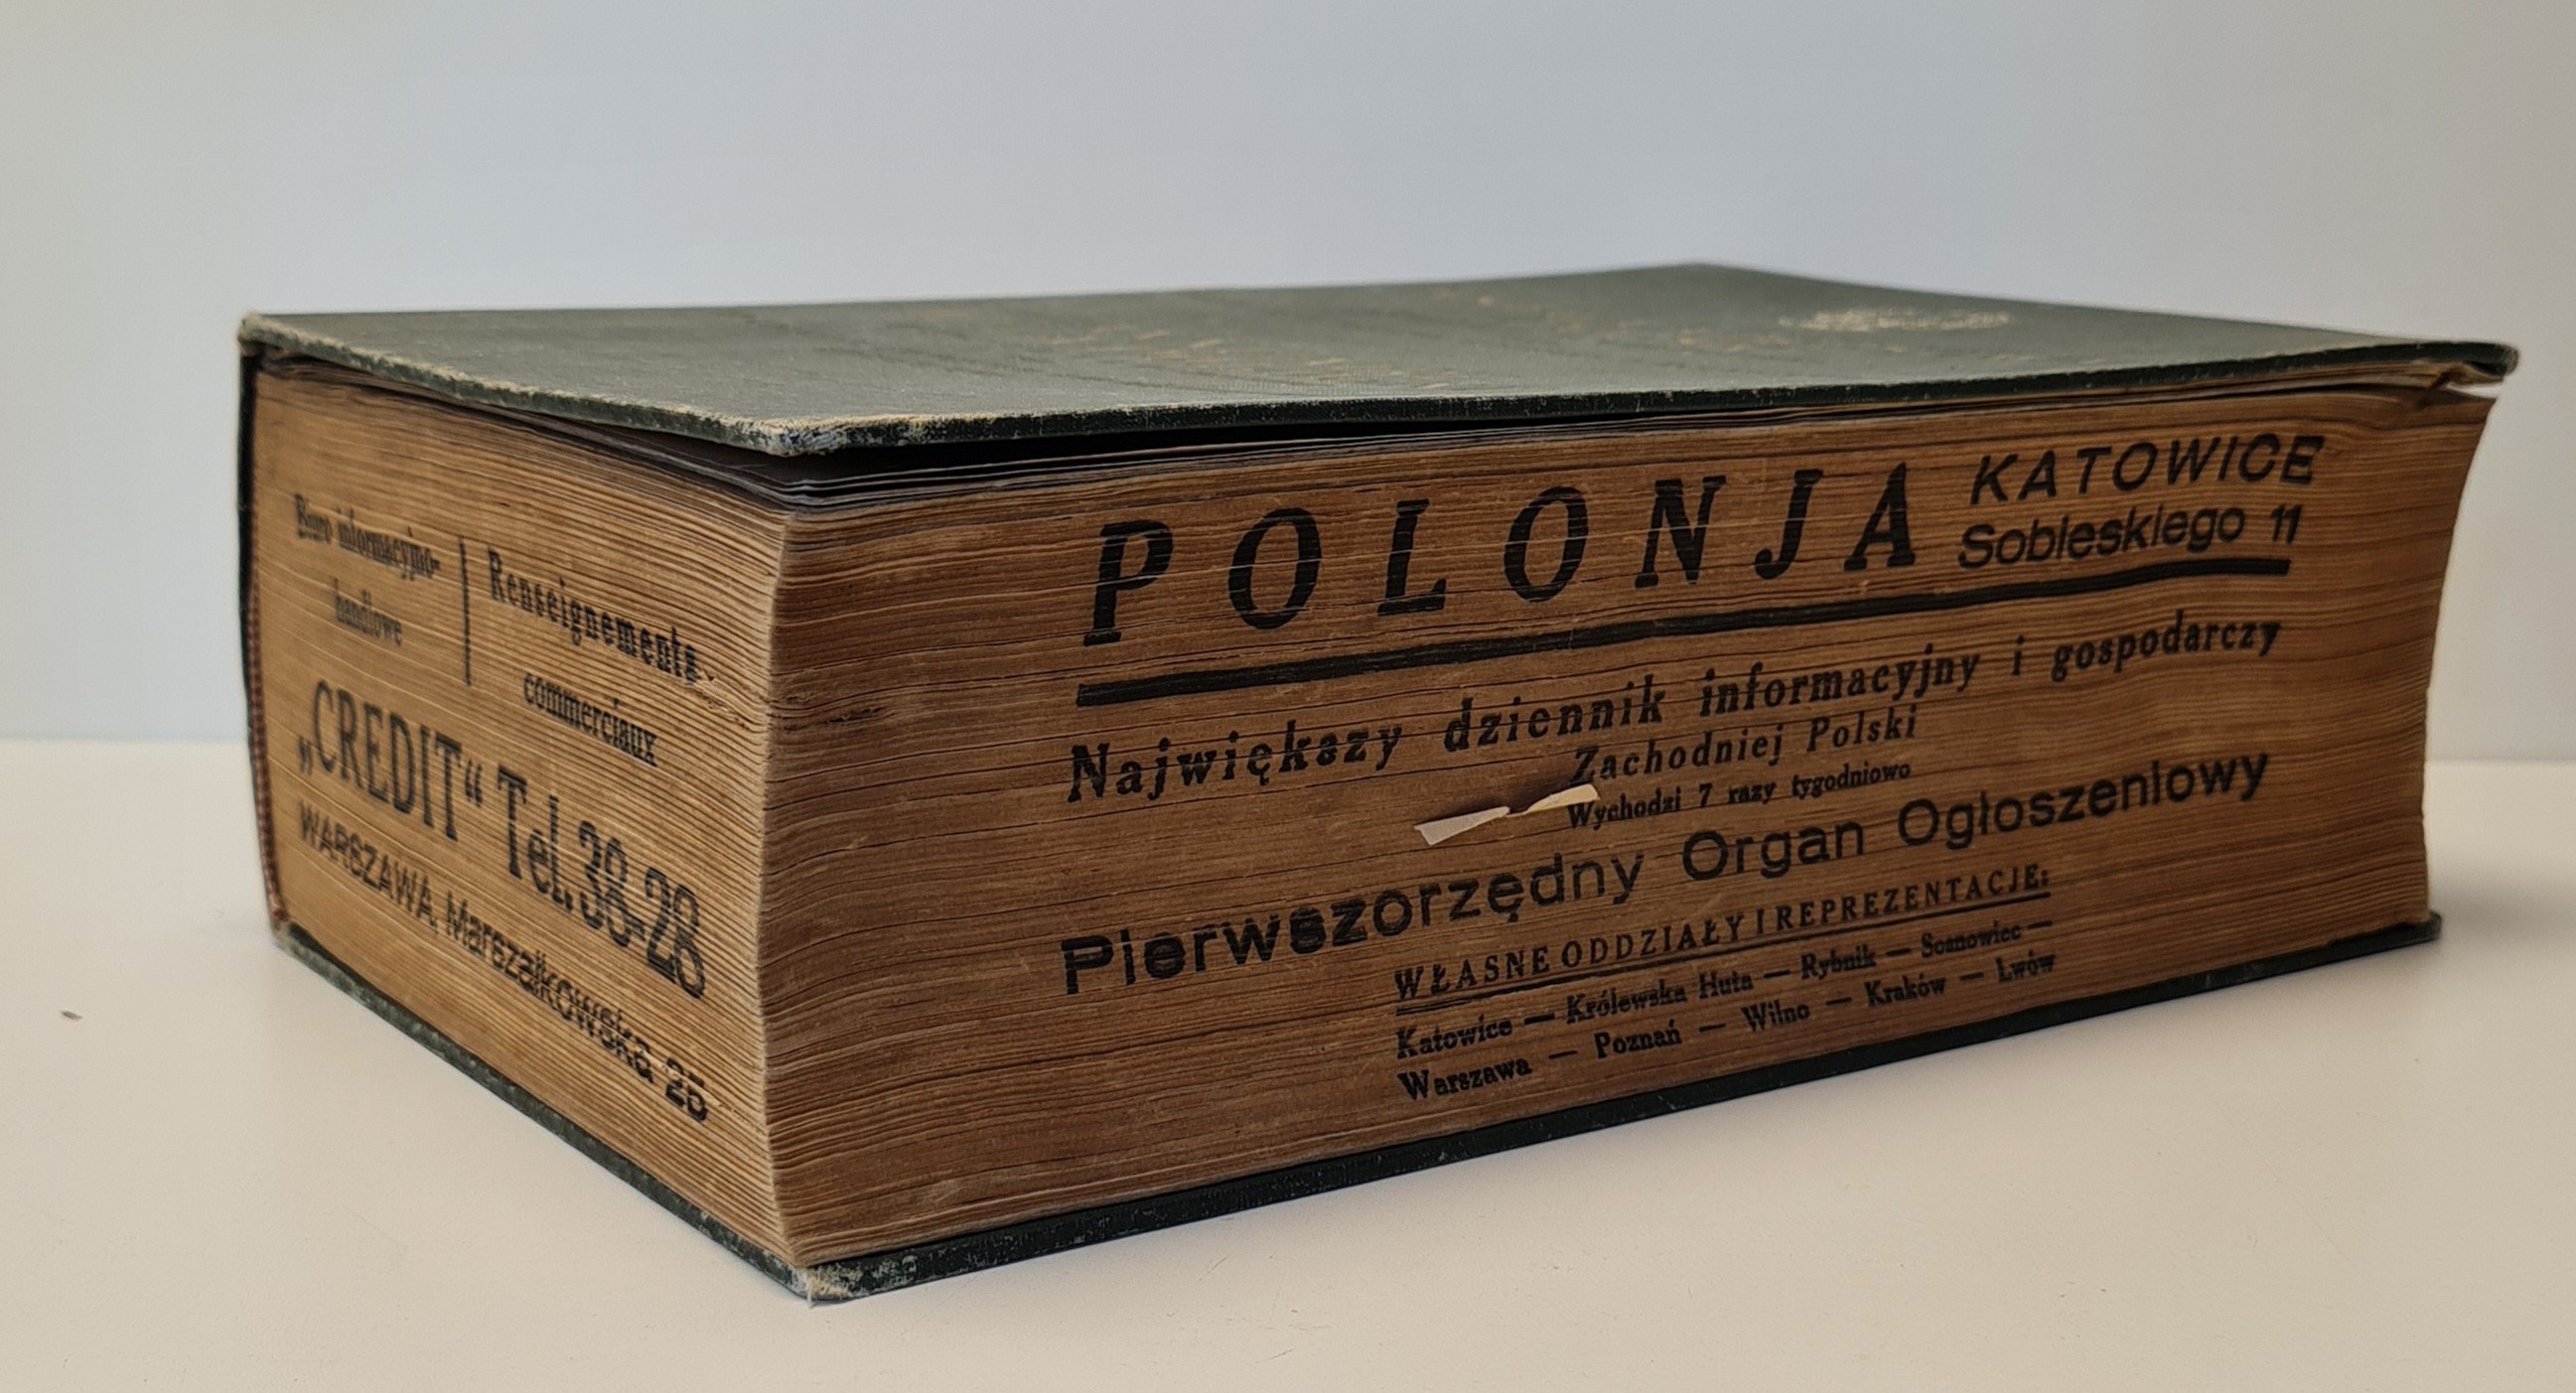 Biuro informacyjno-
handlowe
Renseignements
commerciaux
„CREDIT“ Tel. 38-28
WARSZAWA, Marszałkowska 25
POLONJA
KATOWICE
Sobieskiego 11
Największy dziennik informacyjny i gospodarczy
Zachodniej Polski
Wychodzi 7 razy tygodniowo
Pierwszorzędny Organ Ogłoszeniowy
WŁASNE ODDZIAŁY I REPREZENTACJE:
Katowice — Królewska Huta — Rybnik — Sosnowiec —
Warszawa — Poznań — Wilno — Kraków — Lwów